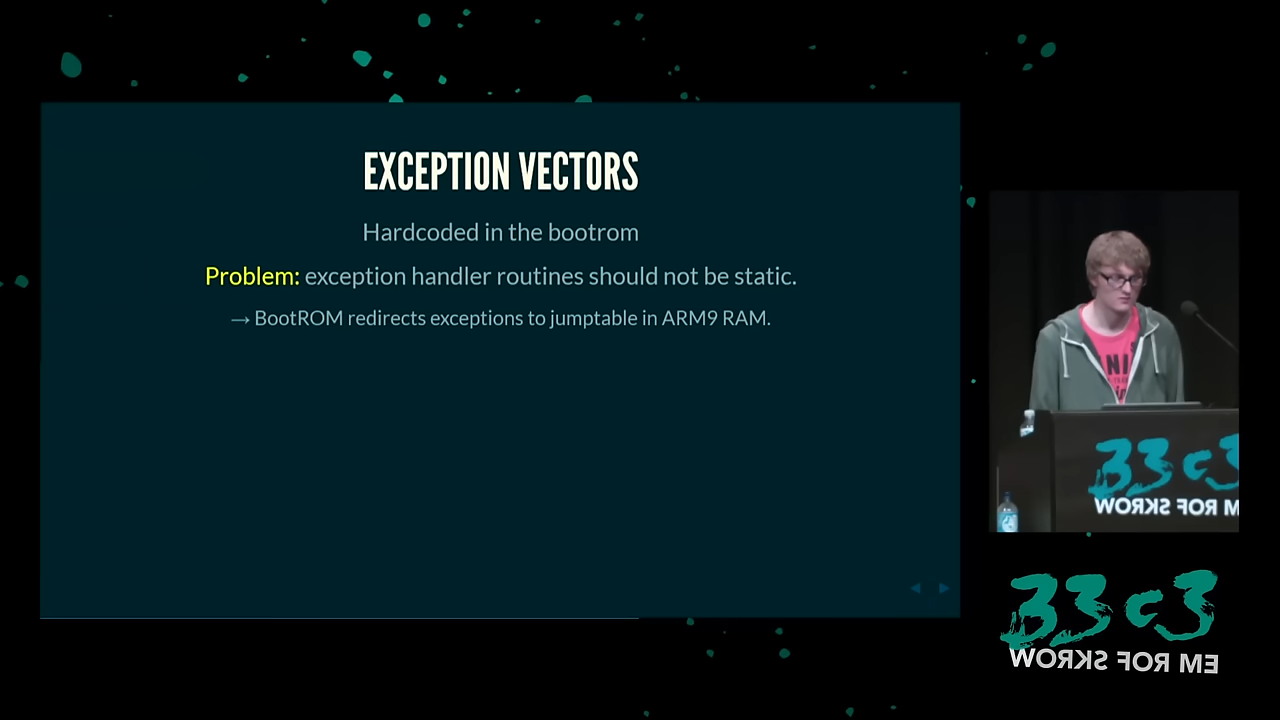 EXCEPTION VECTORS
Hardcoded in the bootrom
Problem: exception handler routines should not be static.
→ BootROM redirects exceptions to jumptable in ARM9 RAM.
NI
33c3
WORKS FOR M
33c3
WORKS FOR ME